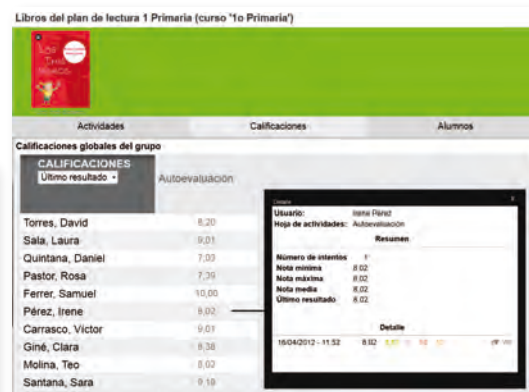 Libros del plan de lectura 1 Primaria (curso '1o Primaria')
LOS
Actividades Calificaciones Alumnos
Calificaciones globales del grupo
CALIFICACIONES
Último resultado
Autoevaluación
Torres, David 8,20
Sala, Laura 9,01
Quintana, Daniel 7,03
Pastor, Rosa 7,39
Ferrer, Samuel 10,00
Pérez, Irene 8,02
Carrasco, Víctor 9,01
Giné, Clara 8,38
Molina, Teo 8,02
Santana, Sara 9,18
Detalle x
Usuario: Irene Pérez
Hoja de actividades: Autoevaluación
Resumen
Número de intentos 1
Nota mínima 8,02
Nota máxima 8,02
Nota media 8,02
Último resultado 8,02
Detalle
16/04/2012 - 11:52 8,02